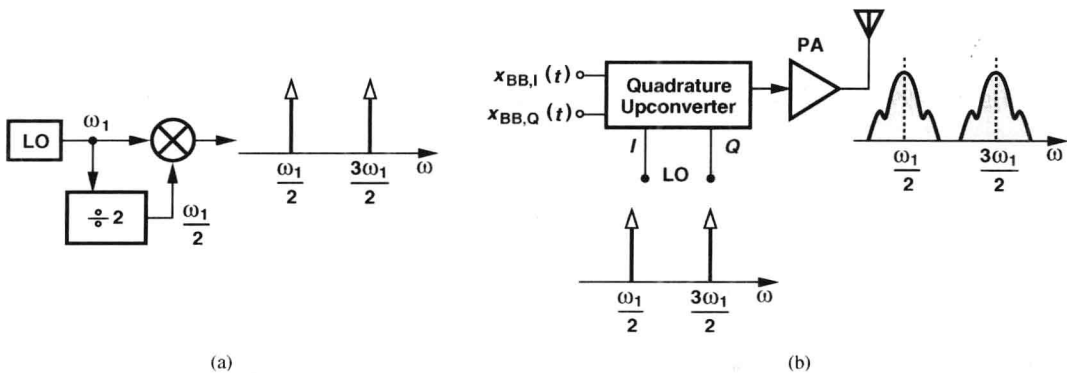 LO
ω1
÷ 2
ω1/2
ω1/2
3ω1/2
ω
(a)
xBB,I (t)
xBB,Q (t)
Quadrature
Upconverter
I
Q
LO
PA
ω1/2
3ω1/2
ω
ω1/2
3ω1/2
ω
(b)